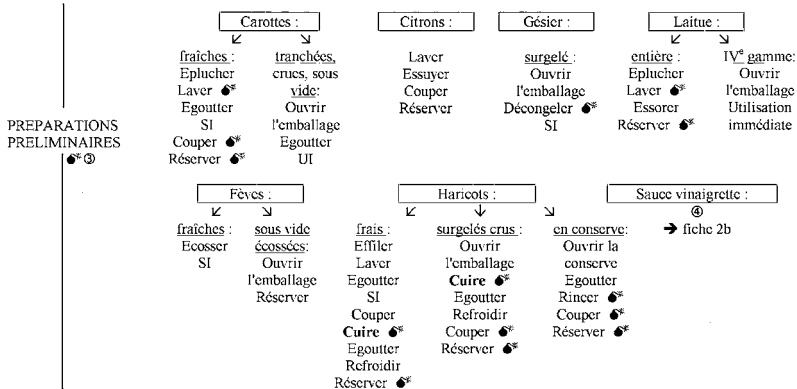 Carottes :
Citrons :
Gésier :
Laitue :
fraîches :
Eplucher
Laver
Egoutter
SI
Couper
Réserver
tranchées,
crues, sous
vide:
Ouvrir
l'emballage
Egoutter
UI
Laver
Essuyer
Couper
Réserver
surgelé :
Ouvrir
l'emballage
Décongeler
SI
entière :
Eplucher
Laver
Essorer
Réserver
IVe gamme:
Ouvrir
l'emballage
Utilisation
immédiate
PREPARATIONS
PRELIMINAIRES
③
Fèves :
Haricots :
Sauce vinaigrette :
fraîches :
Ecosser
SI
sous vide
écossées:
Ouvrir
l'emballage
Réserver
frais :
Effiler
Laver
Egoutter
SI
Couper
Cuire
Egoutter
Refroidir
Réserver
surgelés crus :
Ouvrir
l'emballage
Cuire
Egoutter
Refroidir
Couper
Réserver
en conserve:
Ouvrir la
conserve
Egoutter
Rincer
Couper
Réserver
④
➔ fiche 2b